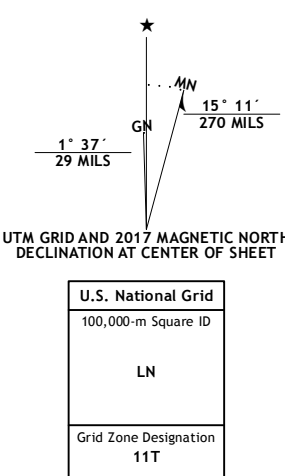 ★
MN
15° 11´
270 MILS
GN
1° 37´
29 MILS
UTM GRID AND 2017 MAGNETIC NORTH
DECLINATION AT CENTER OF SHEET
U.S. National Grid
100,000-m Square ID
LN
Grid Zone Designation
11T